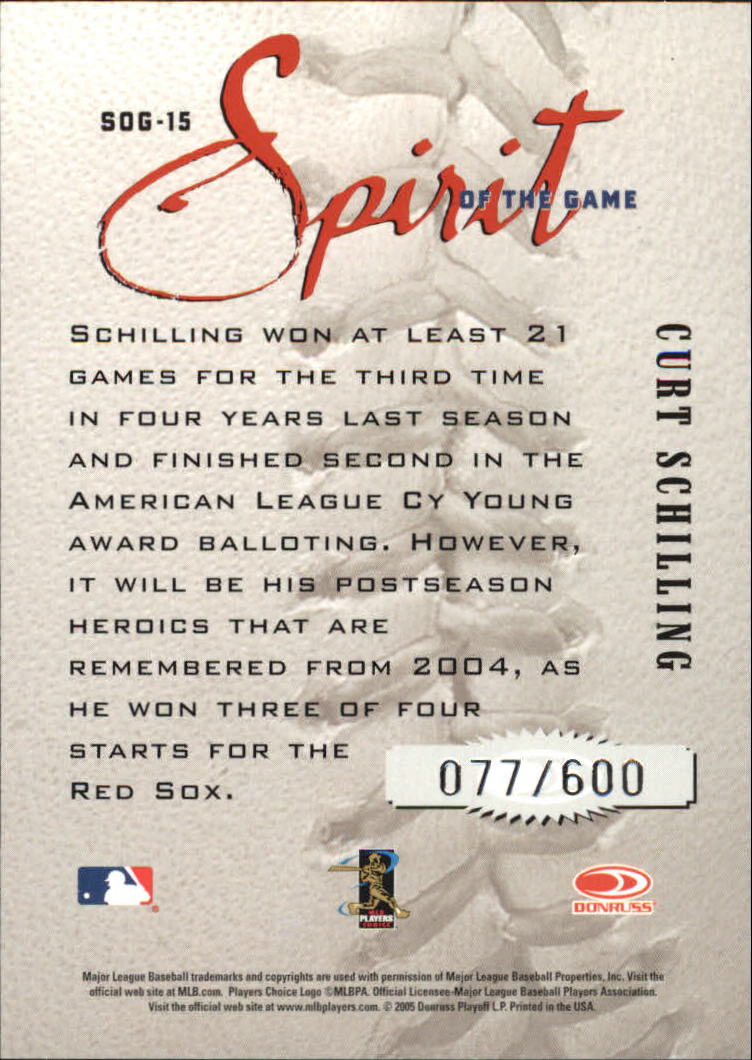 SOG-15
Spirit
OF THE GAME
SCHILLING WON AT LEAST 21
GAMES FOR THE THIRD TIME
IN FOUR YEARS LAST SEASON
AND FINISHED SECOND IN THE
AMERICAN LEAGUE CY YOUNG
AWARD BALLOTING. HOWEVER,
IT WILL BE HIS POSTSEASON
HEROICS THAT ARE
REMEMBERED FROM 2004, AS
HE WON THREE OF FOUR
STARTS FOR THE
RED SOX.
CURT SCHILLING
077/600
MLB
PLAYERS
CHOICE
DONRUSS
Major League Baseball trademarks and copyrights are used with permission of Major League Baseball Properties, Inc. Visit the
official web site at MLB.com. Players Choice Logo ©MLBPA. Official Licensee-Major League Baseball Players Association.
Visit the official web site at www.mlbplayers.com. © 2005 Donruss Playoff L.P. Printed in the USA.